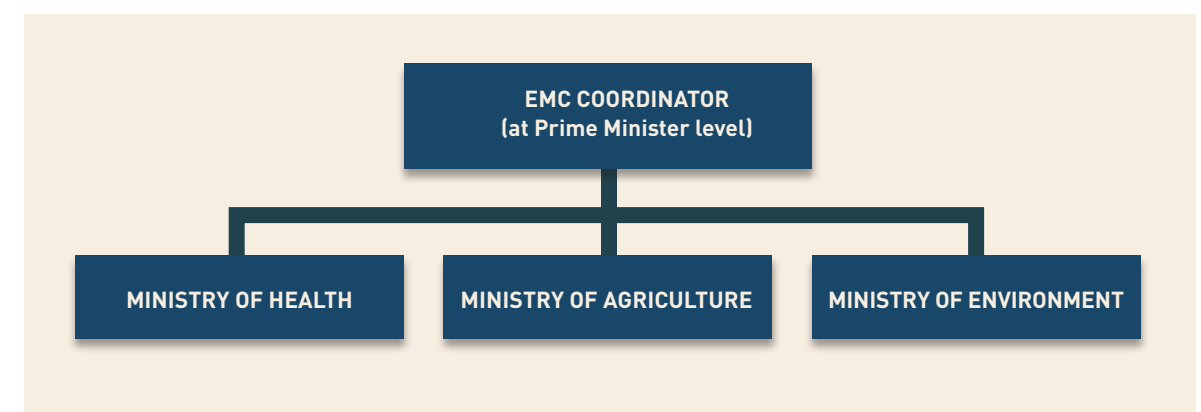 EMC COORDINATOR
(at Prime Minister level)
MINISTRY OF HEALTH
MINISTRY OF AGRICULTURE
MINISTRY OF ENVIRONMENT